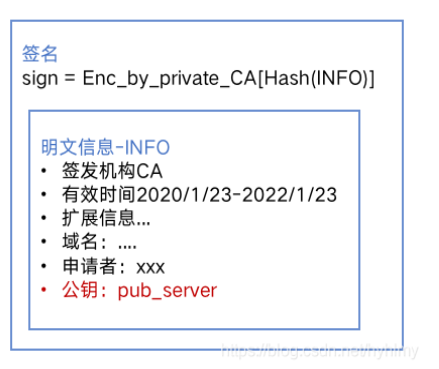 签名
sign = Enc_by_private_CA[Hash(INFO)]
明文信息-INFO
• 签发机构CA
• 有效时间2020/1/23-2022/1/23
• 扩展信息...
• 域名：....
• 申请者：xxx
• 公钥：pub_server
https://blog.csdn.net/hyhlmy